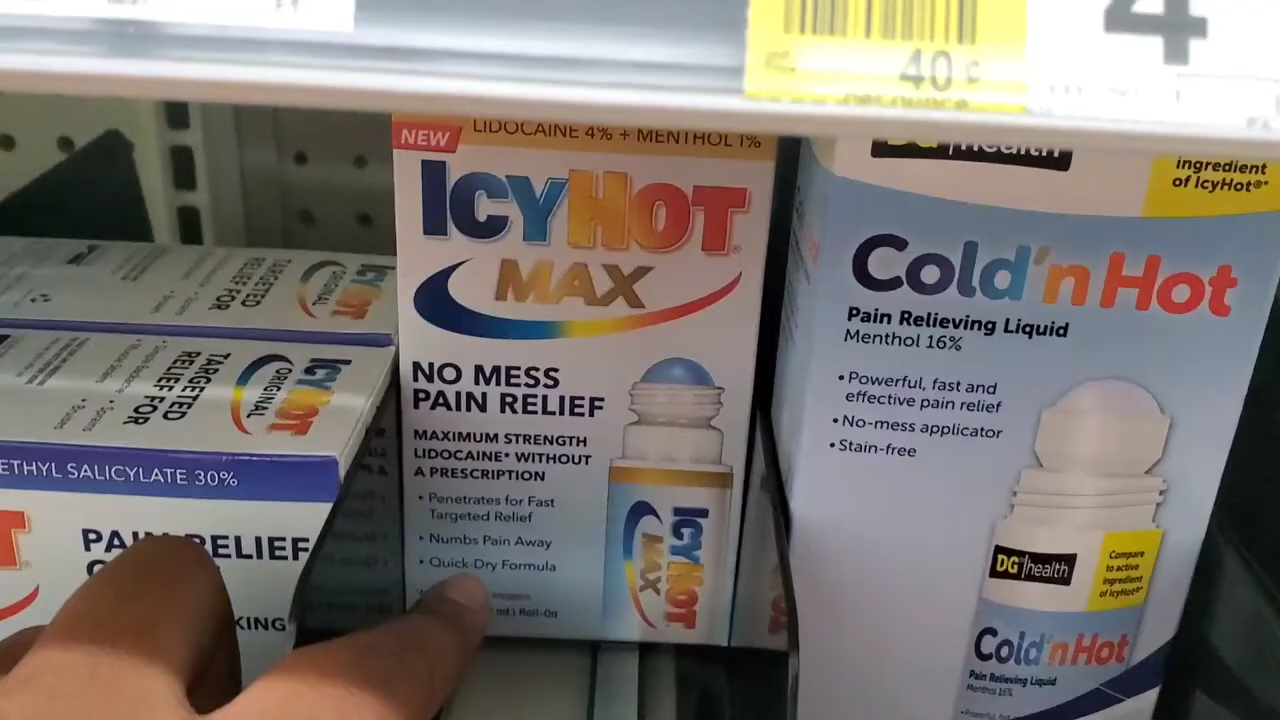 40¢
per ounce
4
NEW
LIDOCAINE 4% + MENTHOL 1%
ICYHOT
MAX
NO MESS
PAIN RELIEF
MAXIMUM STRENGTH
LIDOCAINE* WITHOUT
A PRESCRIPTION
• Penetrates for Fast
Targeted Relief
• Numbs Pain Away
• Quick-Dry Formula
Roll-On
ICYHOT
MAX
DG|health
ingredient
of IcyHot®*
Cold'n Hot
Pain Relieving Liquid
Menthol 16%
• Powerful, fast and
effective pain relief
• No-mess applicator
• Stain-free
DG|health
Compare
to active
ingredient
of IcyHot®*
Cold'n Hot
Pain Relieving Liquid
Menthol 16%
ICYHOT
ORIGINAL
TARGETED
RELIEF FOR
ICYHOT
ORIGINAL
TARGETED
RELIEF FOR
ETHYL SALICYLATE 30%
RELIEF
KING